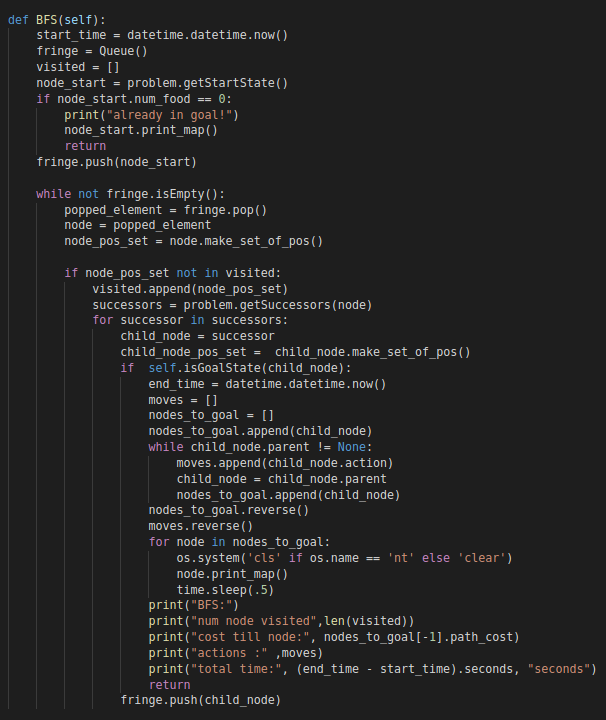 def BFS(self):
    start_time = datetime.datetime.now()
    fringe = Queue()
    visited = []
    node_start = problem.getStartState()
    if node_start.num_food == 0:
        print("already in goal!")
        node_start.print_map()
        return
    fringe.push(node_start)

    while not fringe.isEmpty():
        popped_element = fringe.pop()
        node = popped_element
        node_pos_set = node.make_set_of_pos()

        if node_pos_set not in visited:
            visited.append(node_pos_set)
            successors = problem.getSuccessors(node)
            for successor in successors:
                child_node = successor
                child_node_pos_set =  child_node.make_set_of_pos()
                if  self.isGoalState(child_node):
                    end_time = datetime.datetime.now()
                    moves = []
                    nodes_to_goal = []
                    nodes_to_goal.append(child_node)
                    while child_node.parent != None:
                        moves.append(child_node.action)
                        child_node = child_node.parent
                        nodes_to_goal.append(child_node)
                    nodes_to_goal.reverse()
                    moves.reverse()
                    for node in nodes_to_goal:
                        os.system('cls' if os.name == 'nt' else 'clear')
                        node.print_map()
                        time.sleep(.5)
                    print("BFS:")
                    print("num node visited",len(visited))
                    print("cost till node:", nodes_to_goal[-1].path_cost)
                    print("actions :" ,moves)
                    print("total time:", (end_time - start_time).seconds, "seconds")
                    return
                fringe.push(child_node)